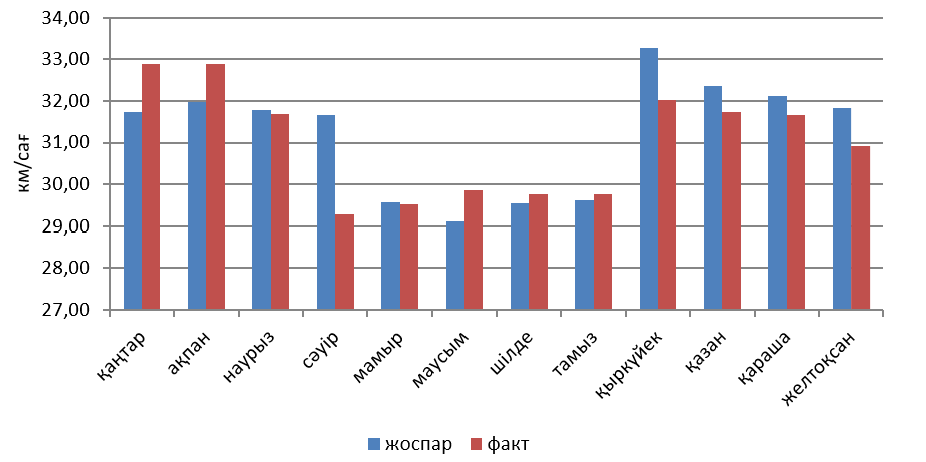 34,00
33,00
32,00
31,00
30,00
29,00
28,00
27,00
км/сағ
қаңтар
ақпан
наурыз
сәуір
мамыр
маусым
шілде
тамыз
қыркүйек
қазан
қараша
желтоқсан
жоспар факт